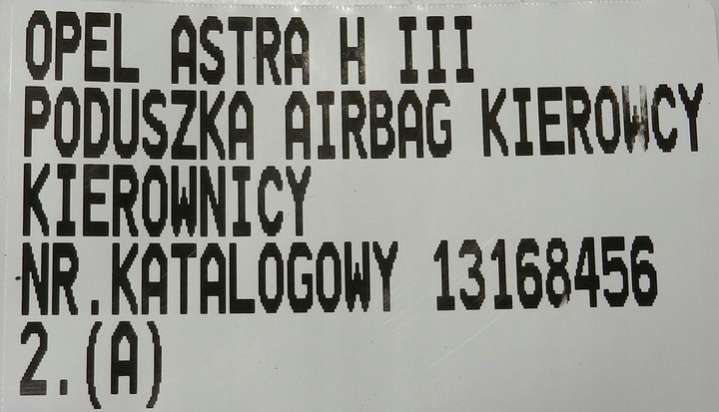 OPEL ASTRA H III
PODUSZKA AIRBAG KIEROWCY
KIEROWNICY
NR.KATALOGOWY 13168456
2.(A)